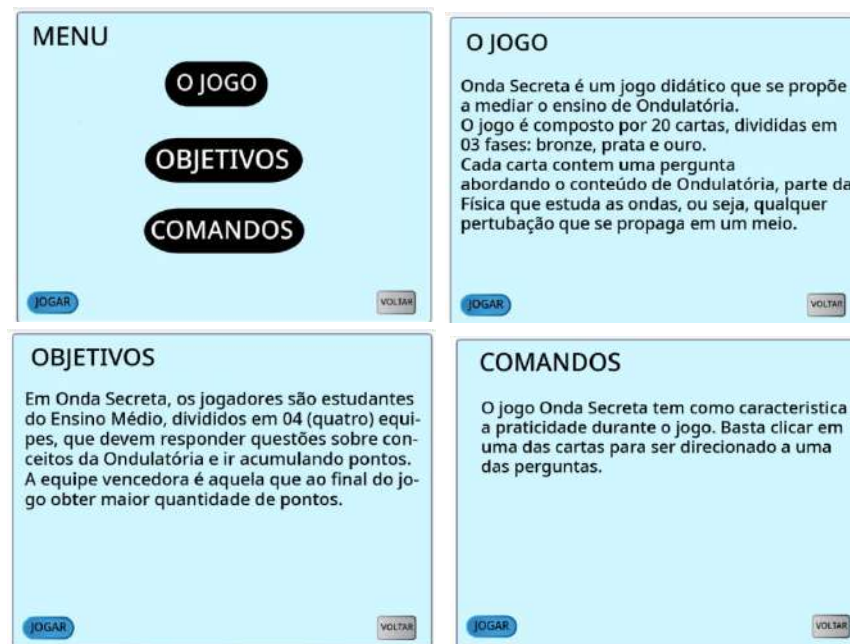 MENU
O JOGO
OBJETIVOS
COMANDOS
JOGAR
VOLTAR
O JOGO
Onda Secreta é um jogo didático que se propõe
a mediar o ensino de Ondulatória.
O jogo é composto por 20 cartas, divididas em
03 fases: bronze, prata e ouro.
Cada carta contem uma pergunta
abordando o conteúdo de Ondulatória, parte da
Física que estuda as ondas, ou seja, qualquer
pertubação que se propaga em um meio.
JOGAR
VOLTAR
OBJETIVOS
Em Onda Secreta, os jogadores são estudantes
do Ensino Médio, divididos em 04 (quatro) equi-
pes, que devem responder questões sobre con-
ceitos da Ondulatória e ir acumulando pontos.
A equipe vencedora é aquela que ao final do jo-
go obter maior quantidade de pontos.
JOGAR
VOLTAR
COMANDOS
O jogo Onda Secreta tem como caracteristica
a praticidade durante o jogo. Basta clicar em
uma das cartas para ser direcionado a uma
das perguntas.
JOGAR
VOLTAR